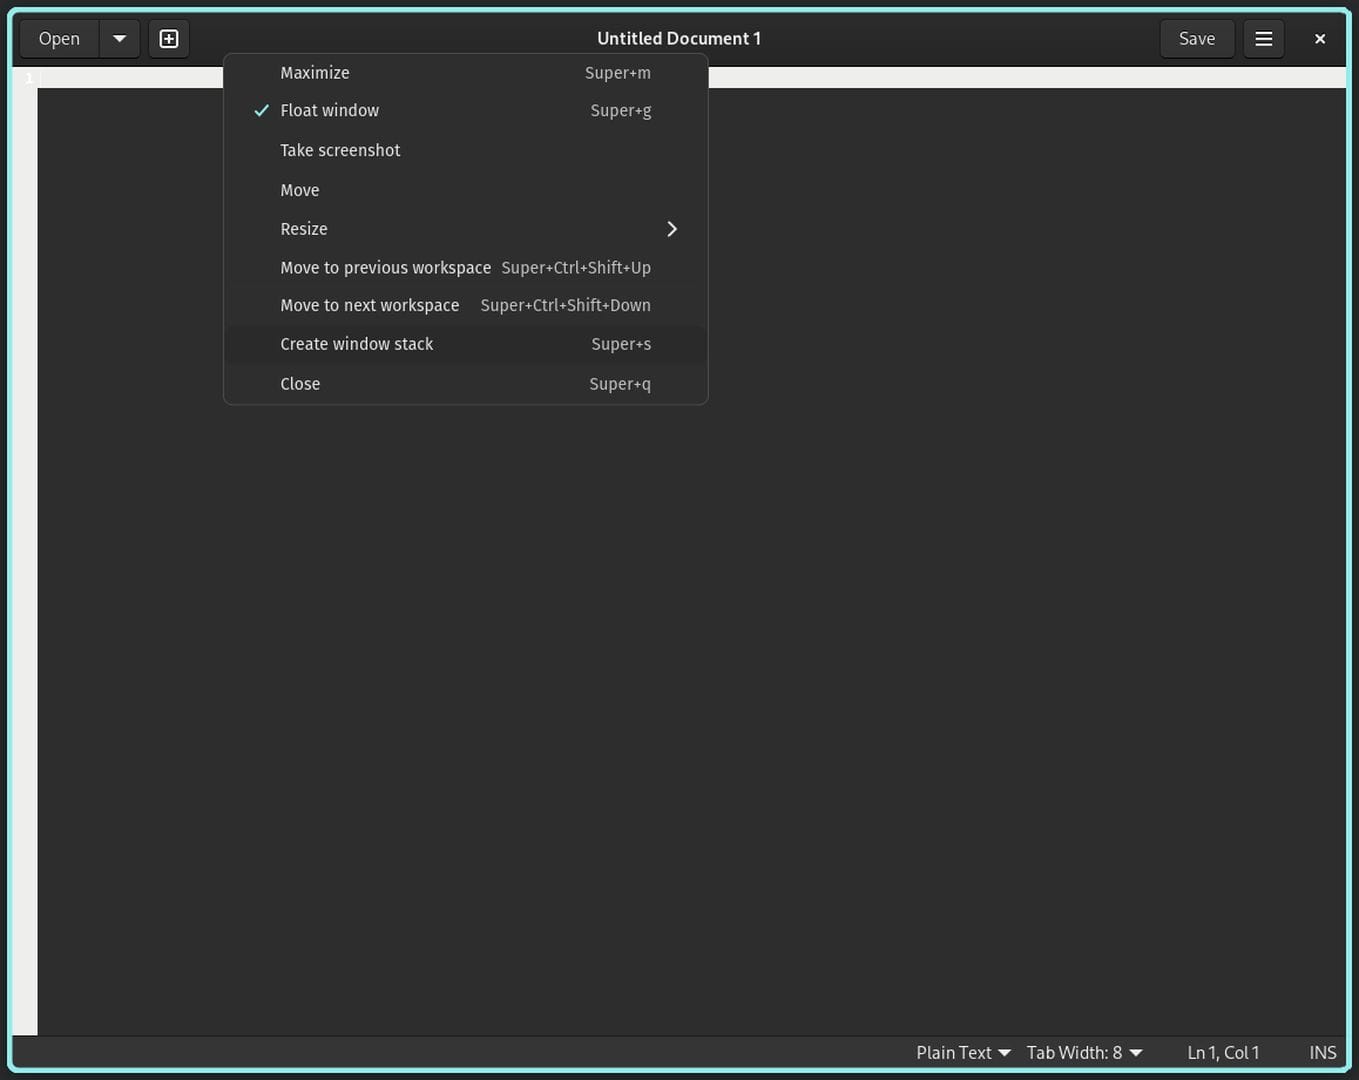 Open Untitled Document 1 Save
1
Maximize Super+m
Float window Super+g
Take screenshot
Move
Resize
Move to previous workspace Super+Ctrl+Shift+Up
Move to next workspace Super+Ctrl+Shift+Down
Create window stack Super+s
Close Super+q
Plain Text Tab Width: 8 Ln 1, Col 1 INS